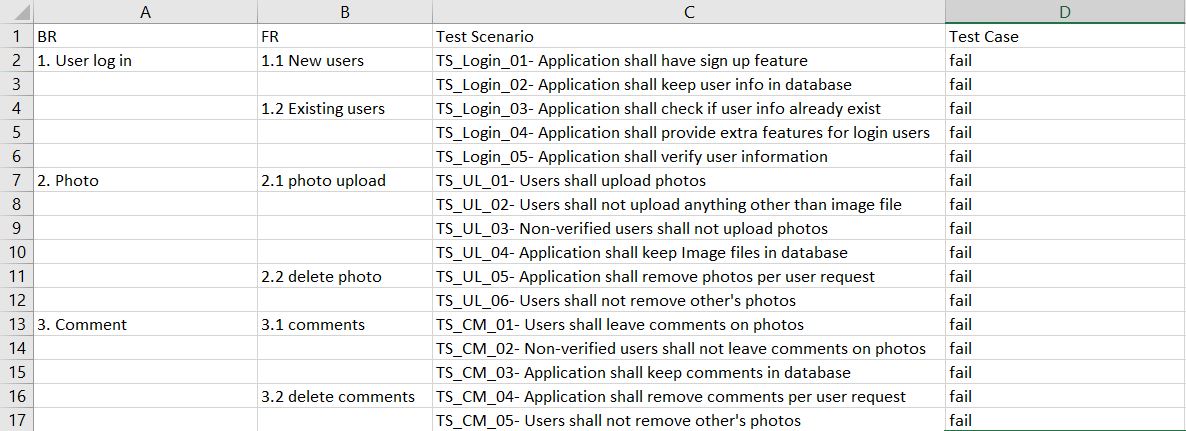 A B C D
1 BR FR Test Scenario Test Case
2 1. User log in 1.1 New users TS_Login_01- Application shall have sign up feature fail
3 TS_Login_02- Application shall keep user info in database fail
4 1.2 Existing users TS_Login_03- Application shall check if user info already exist fail
5 TS_Login_04- Application shall provide extra features for login users fail
6 TS_Login_05- Application shall verify user information fail
7 2. Photo 2.1 photo upload TS_UL_01- Users shall upload photos fail
8 TS_UL_02- Users shall not upload anything other than image file fail
9 TS_UL_03- Non-verified users shall not upload photos fail
10 TS_UL_04- Application shall keep Image files in database fail
11 2.2 delete photo TS_UL_05- Application shall remove photos per user request fail
12 TS_UL_06- Users shall not remove other's photos fail
13 3. Comment 3.1 comments TS_CM_01- Users shall leave comments on photos fail
14 TS_CM_02- Non-verified users shall not leave comments on photos fail
15 TS_CM_03- Application shall keep comments in database fail
16 3.2 delete comments TS_CM_04- Application shall remove comments per user request fail
17 TS_CM_05- Users shall not remove other's photos fail